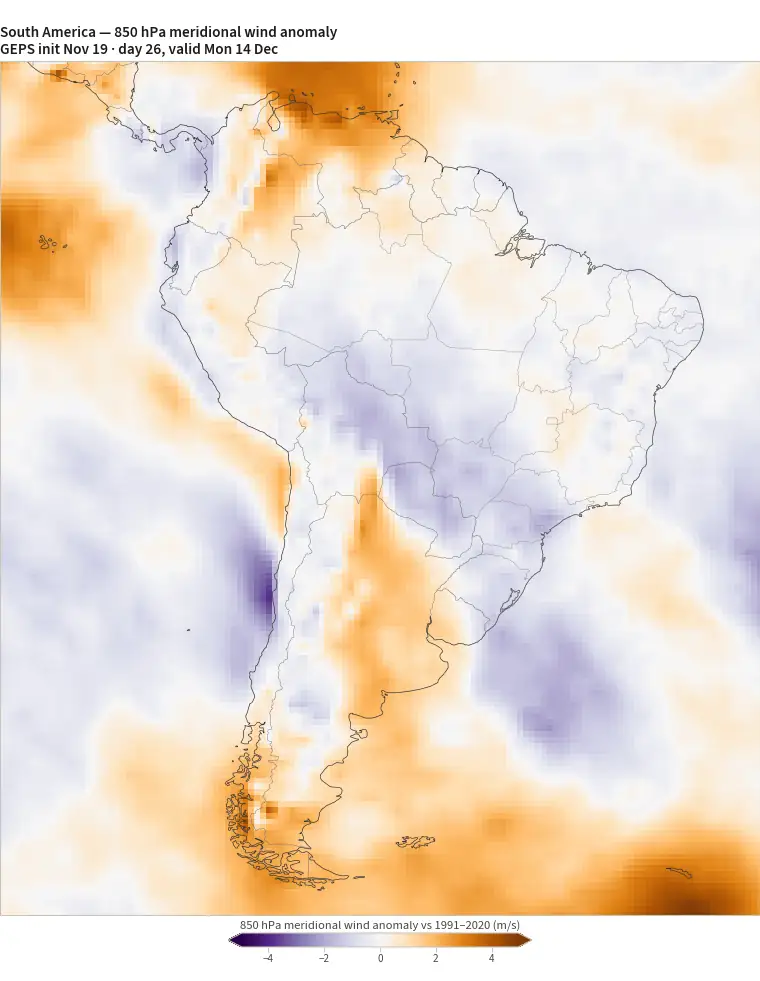 South America — 850 hPa meridional wind anomaly
GEPS init Nov 19 · day 26, valid Mon 14 Dec
850 hPa meridional wind anomaly vs 1991–2020 (m/s)
−4 −2 0 2 4